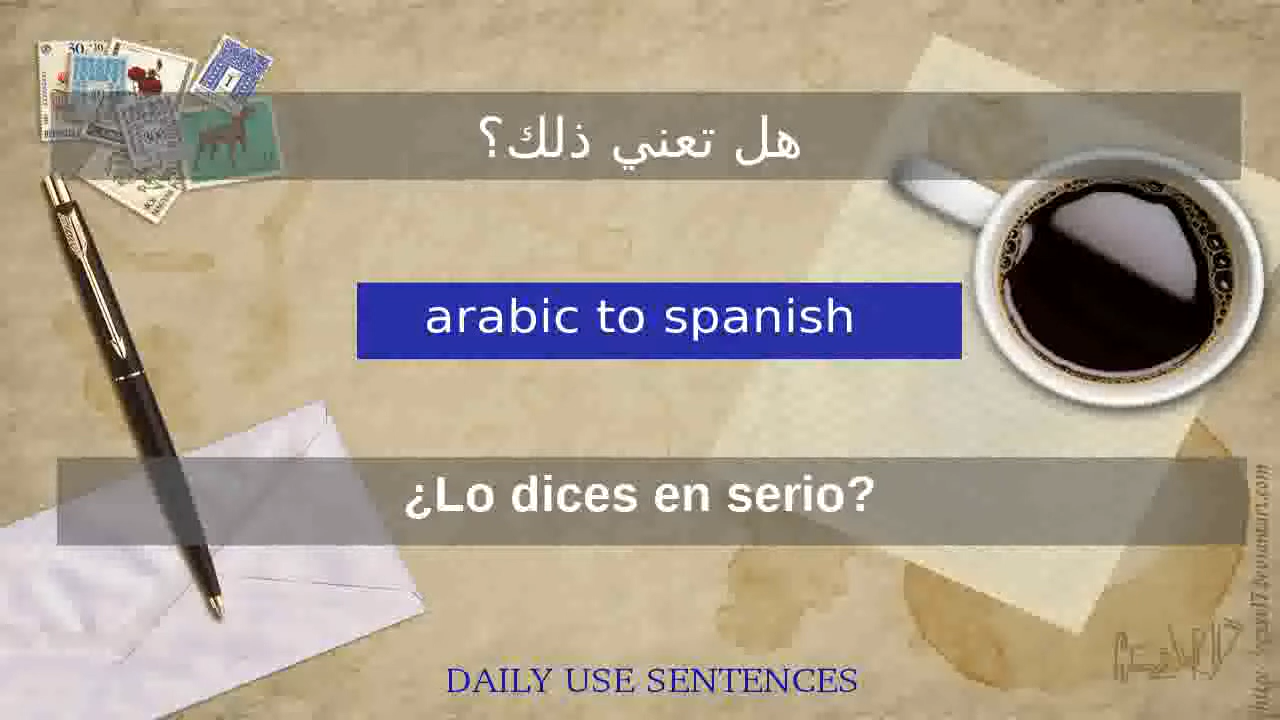 هل تعني ذلك؟
arabic to spanish
¿Lo dices en serio?
DAILY USE SENTENCES